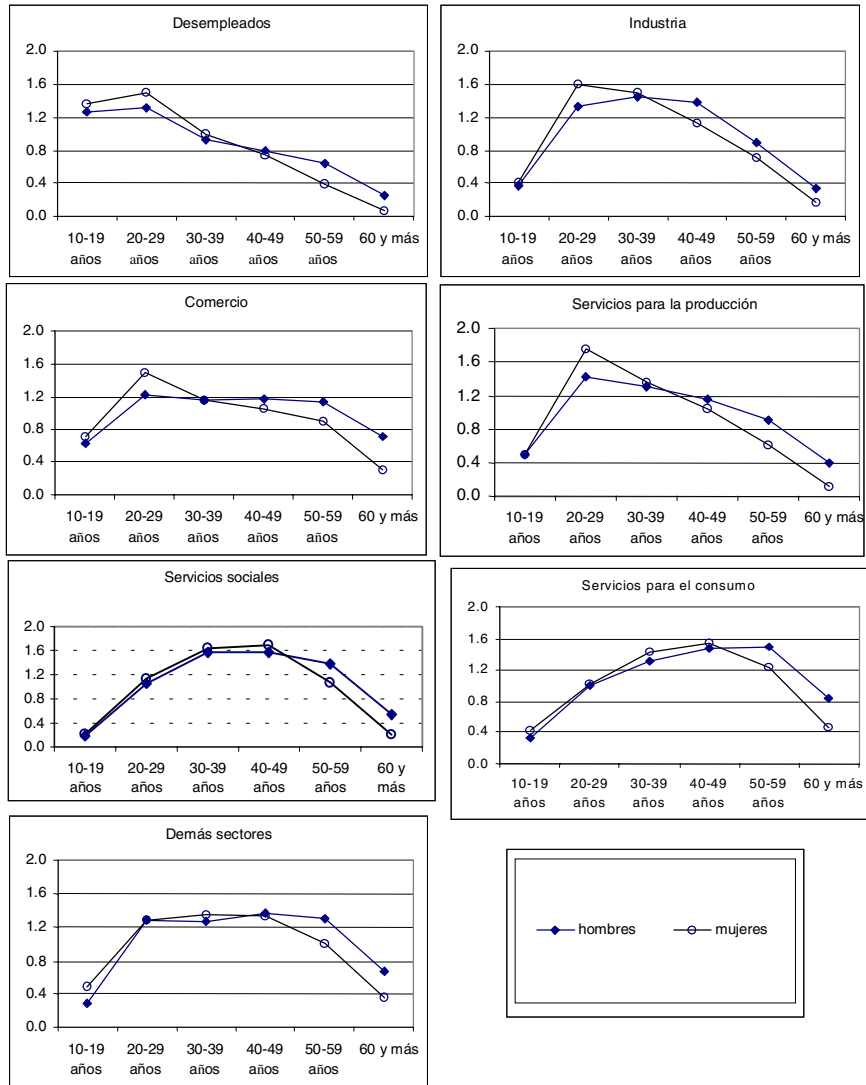 Desempleados
2.0
1.6
1.2
0.8
0.4
0.0
10-19 20-29 30-39 40-49 50-59 60 y más
años años años años años
Industria
2.0
1.6
1.2
0.8
0.4
0.0
10-19 20-29 30-39 40-49 50-59 60 y más
años años años años años
Comercio
2.0
1.6
1.2
0.8
0.4
0.0
10-19 20-29 30-39 40-49 50-59 60 y más
años años años años años
Servicios para la producción
2.0
1.6
1.2
0.8
0.4
0.0
10-19 20-29 30-39 40-49 50-59 60 y más
años años años años años
Servicios sociales
2.0
1.6
1.2
0.8
0.4
0.0
10-19 20-29 30-39 40-49 50-59 60 y
años años años años años más
Servicios para el consumo
2.0
1.6
1.2
0.8
0.4
0.0
10-19 20-29 30-39 40-49 50-59 60 y más
años años años años años
Demás sectores
2.0
1.6
1.2
0.8
0.4
0.0
10-19 20-29 30-39 40-49 50-59 60 y más
años años años años años
hombres mujeres